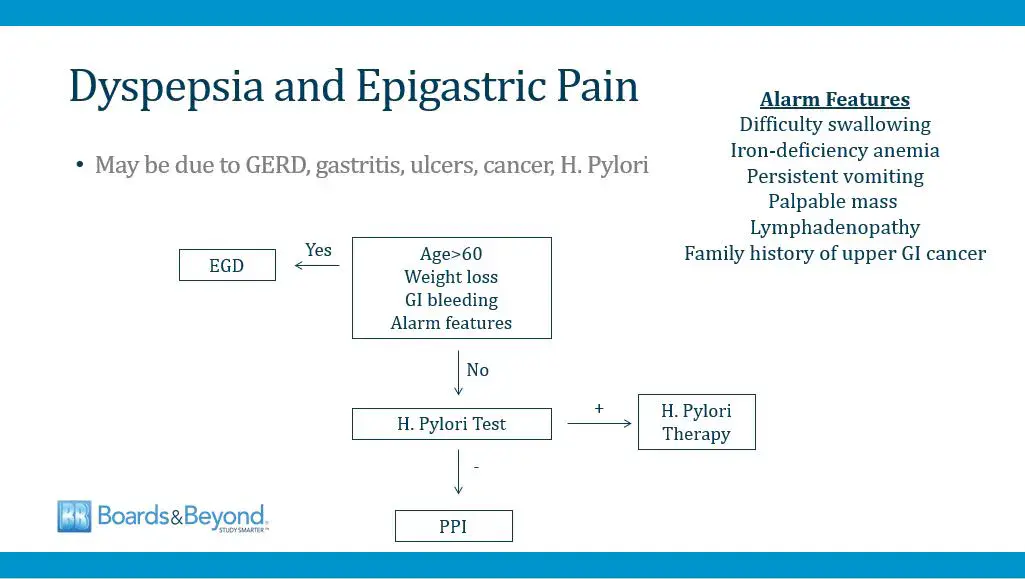 Dyspepsia and Epigastric Pain
• May be due to GERD, gastritis, ulcers, cancer, H. Pylori
Alarm Features
Difficulty swallowing
Iron-deficiency anemia
Persistent vomiting
Palpable mass
Lymphadenopathy
Family history of upper GI cancer
EGD
Yes
Age>60
Weight loss
GI bleeding
Alarm features
No
H. Pylori Test
+
H. Pylori
Therapy
-
PPI
BB Boards&Beyond®
STUDY SMARTER™